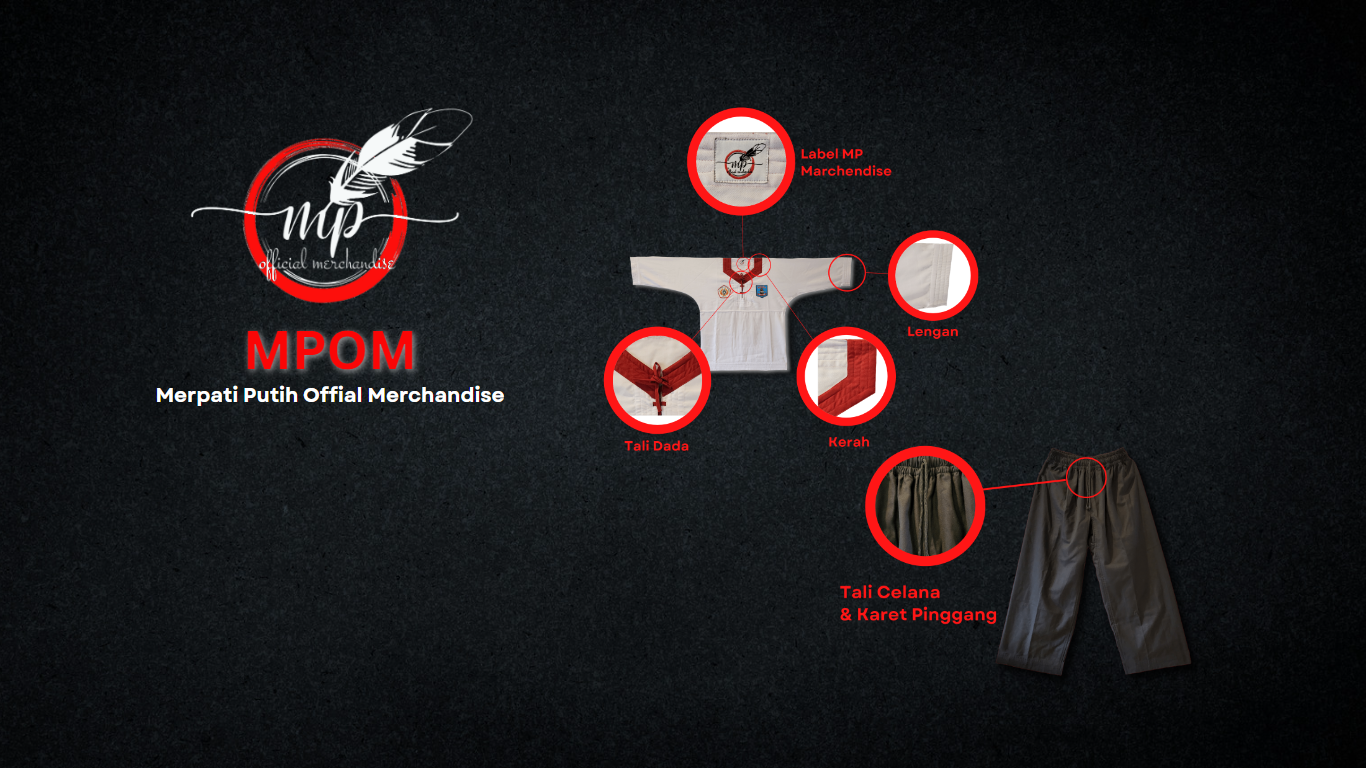 mp
official merchandise
MPOM
Merpati Putih Offial Merchandise
mp
Label MP
Marchendise
Lengan
Tali Dada
Kerah
Tali Celana
& Karet Pinggang